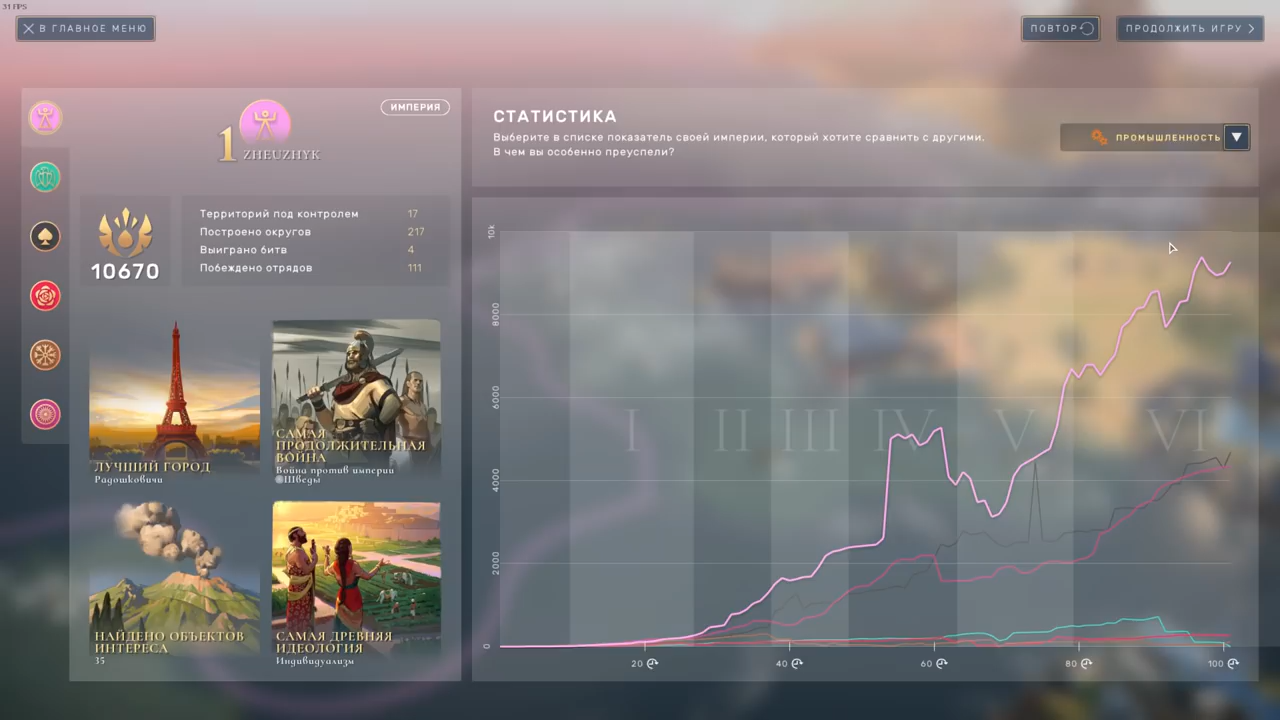 31 FPS
В ГЛАВНОЕ МЕНЮ
ПОВТОР
ПРОДОЛЖИТЬ ИГРУ
ИМПЕРИЯ
1 ZHEUZHYK
10670
Территорий под контролем 17
Построено округов 217
Выиграно битв 4
Побеждено отрядов 111
ЛУЧШИЙ ГОРОД
Радошковичи
САМАЯ
ПРОДОЛЖИТЕЛЬНАЯ
ВОЙНА
Война против империи
Шведы
НАЙДЕНО ОБЪЕКТОВ
ИНТЕРЕСА
35
САМАЯ ДРЕВНЯЯ
ИДЕОЛОГИЯ
Индивидуализм
СТАТИСТИКА
Выберите в списке показатель своей империи, который хотите сравнить с другими.
В чем вы особенно преуспели?
ПРОМЫШЛЕННОСТЬ
10k
8000
6000
4000
2000
0
I II III IV V VI
20 40 60 80 100